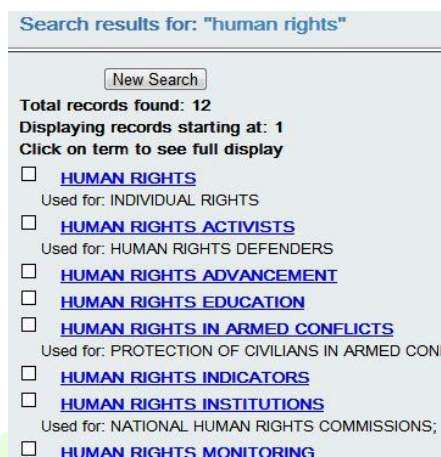 Search results for: "human rights"
New Search
Total records found: 12
Displaying records starting at: 1
Click on term to see full display
HUMAN RIGHTS
Used for: INDIVIDUAL RIGHTS
HUMAN RIGHTS ACTIVISTS
Used for: HUMAN RIGHTS DEFENDERS
HUMAN RIGHTS ADVANCEMENT
HUMAN RIGHTS EDUCATION
HUMAN RIGHTS IN ARMED CONFLICTS
Used for: PROTECTION OF CIVILIANS IN ARMED CON
HUMAN RIGHTS INDICATORS
HUMAN RIGHTS INSTITUTIONS
Used for: NATIONAL HUMAN RIGHTS COMMISSIONS;
HUMAN RIGHTS MONITORING